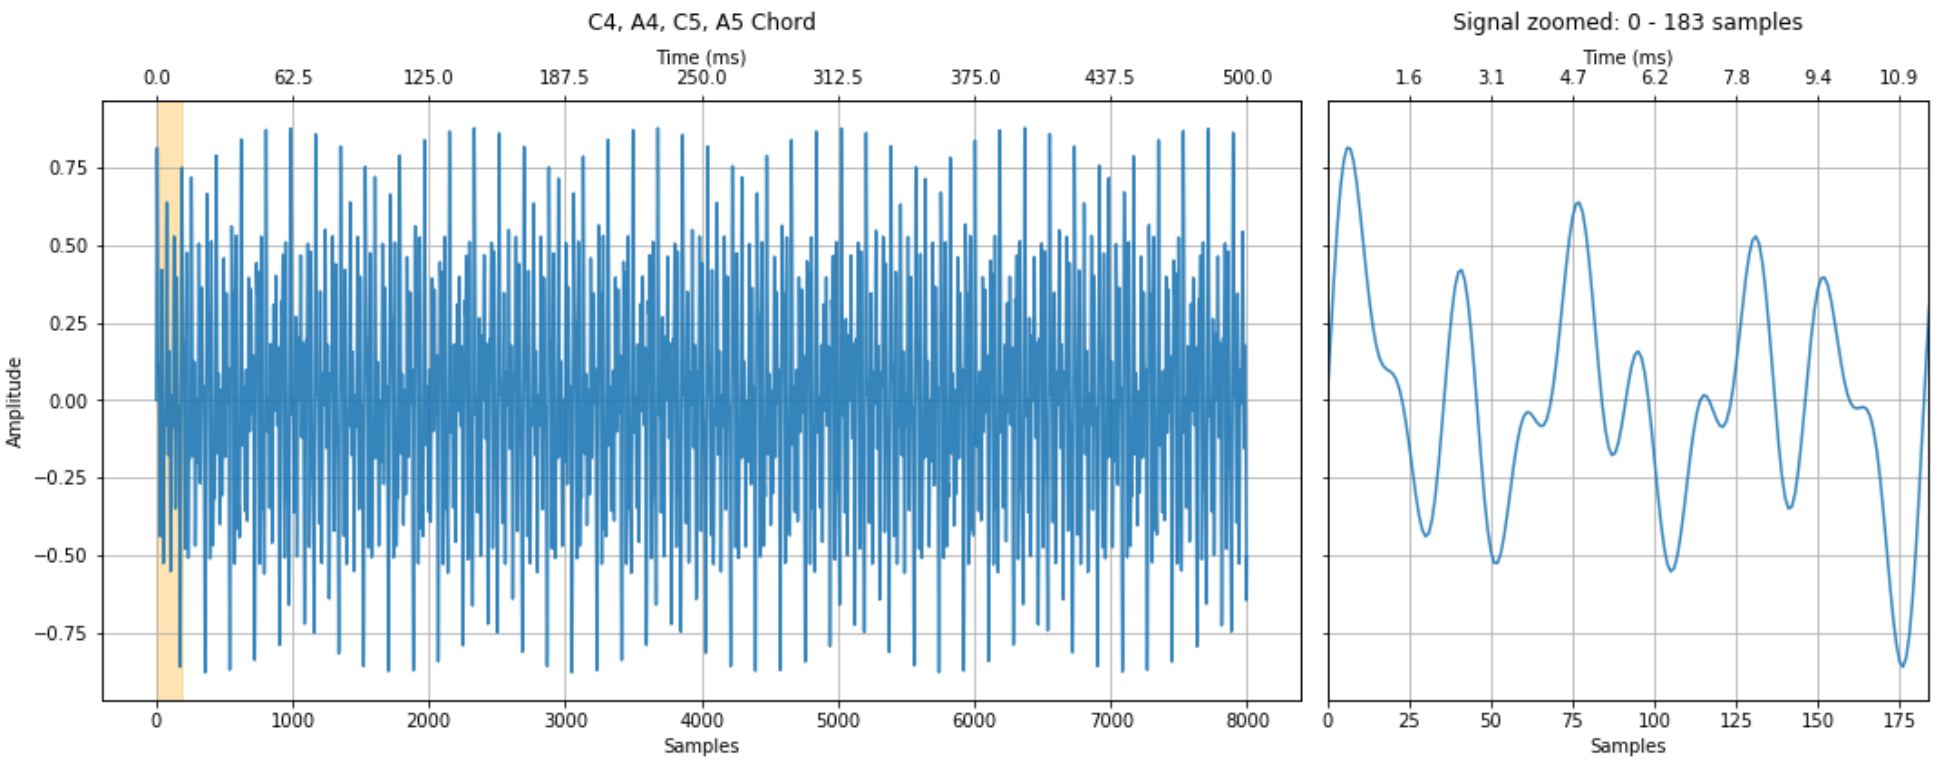 C4, A4, C5, A5 Chord
Time (ms)
0.0 62.5 125.0 187.5 250.0 312.5 375.0 437.5 500.0
0.75
0.50
0.25
0.00
−0.25
−0.50
−0.75
Amplitude
0 1000 2000 3000 4000 5000 6000 7000 8000
Samples
Signal zoomed: 0 - 183 samples
Time (ms)
1.6 3.1 4.7 6.2 7.8 9.4 10.9
0 25 50 75 100 125 150 175
Samples